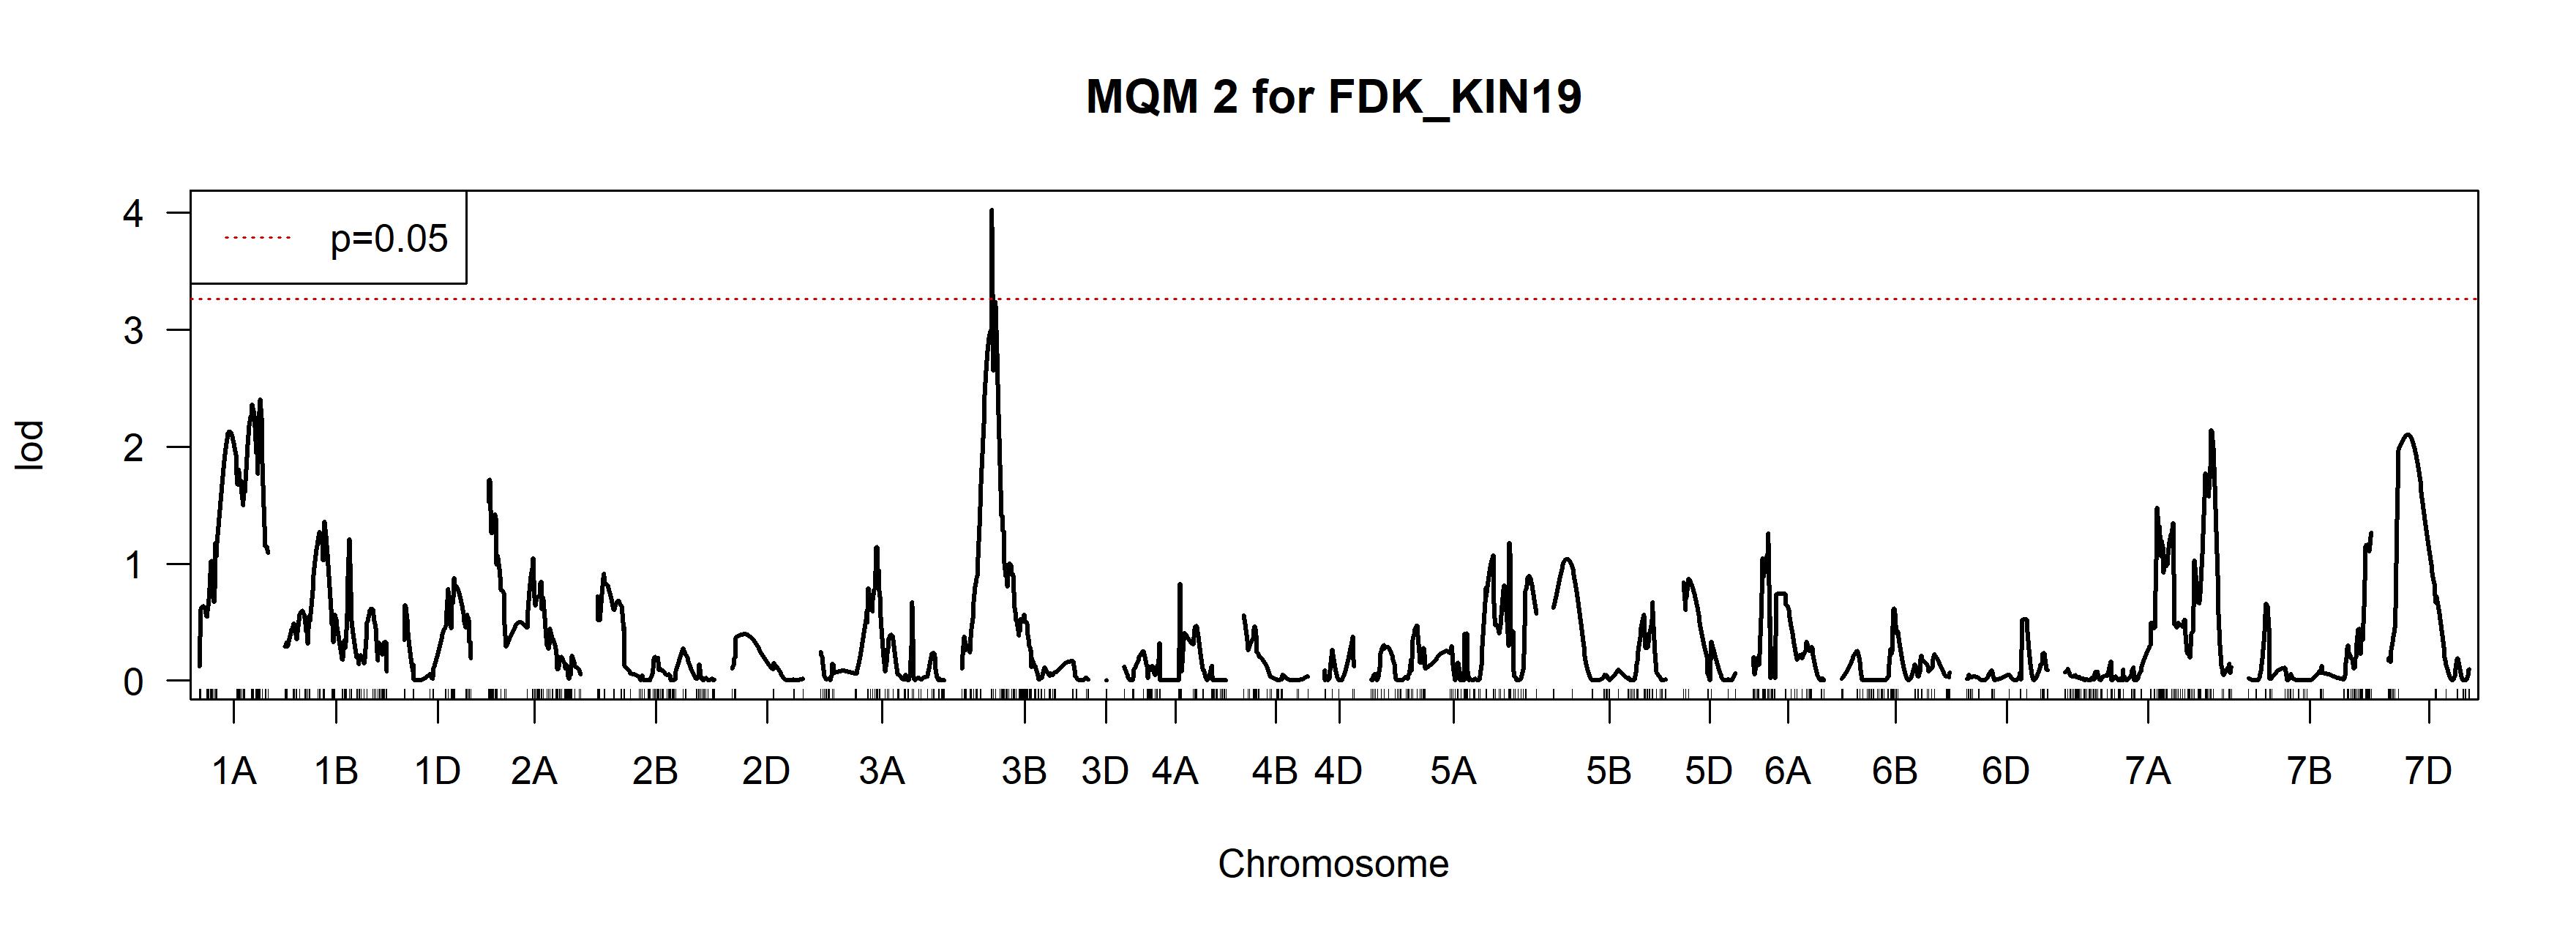 MQM 2 for FDK_KIN19
p=0.05
4
3
2
1
0
lod
1A 1B 1D 2A 2B 2D 3A 3B 3D 4A 4B 4D 5A 5B 5D 6A 6B 6D 7A 7B 7D
Chromosome